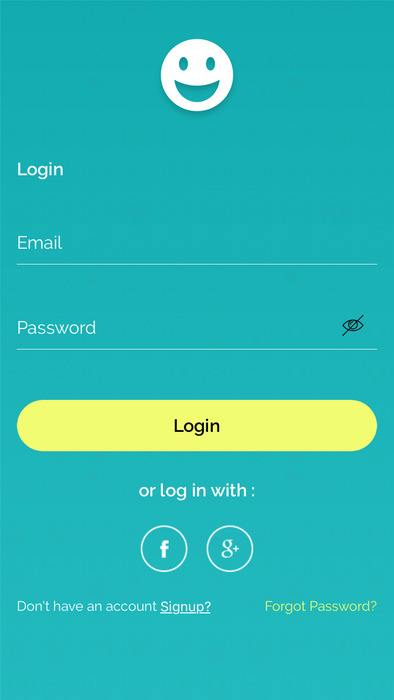 Login
Email
Password
Login
or log in with :
f
g+
Don't have an account Signup?
Forgot Password?